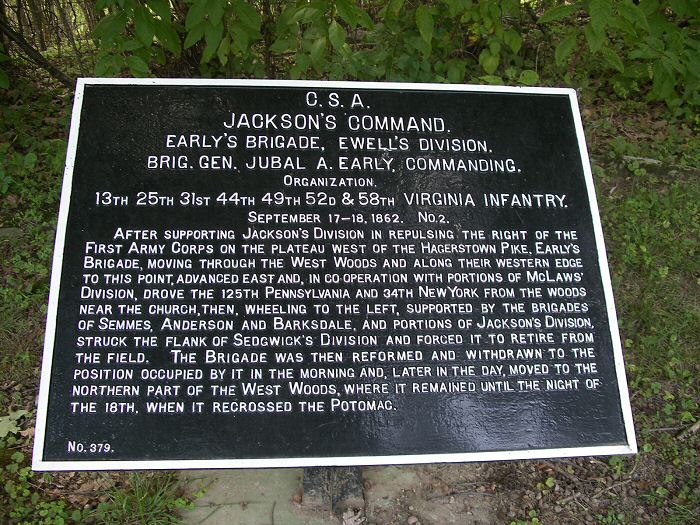 C. S. A.
JACKSON'S COMMAND.
EARLY'S BRIGADE, EWELL'S DIVISION.
BRIG. GEN. JUBAL A. EARLY, COMMANDING.
ORGANIZATION.
13TH 25TH 31ST 44TH 49TH 52D & 58TH VIRGINIA INFANTRY.
SEPTEMBER 17-18, 1862. NO. 2.
AFTER SUPPORTING JACKSON'S DIVISION IN REPULSING THE RIGHT OF THE
FIRST ARMY CORPS ON THE PLATEAU WEST OF THE HAGERSTOWN PIKE, EARLY'S
BRIGADE, MOVING THROUGH THE WEST WOODS AND ALONG THEIR WESTERN EDGE
TO THIS POINT, ADVANCED EAST AND, IN CO-OPERATION WITH PORTIONS OF MCLAWS'
DIVISION, DROVE THE 125TH PENNSYLVANIA AND 34TH NEW YORK FROM THE WOODS
NEAR THE CHURCH, THEN, WHEELING TO THE LEFT, SUPPORTED BY THE BRIGADES
OF SEMMES, ANDERSON AND BARKSDALE, AND PORTIONS OF JACKSON'S DIVISION,
STRUCK THE FLANK OF SEDGWICK'S DIVISION AND FORCED IT TO RETIRE FROM
THE FIELD. THE BRIGADE WAS THEN REFORMED AND WITHDRAWN TO THE
POSITION OCCUPIED BY IT IN THE MORNING AND, LATER IN THE DAY, MOVED TO THE
NORTHERN PART OF THE WEST WOODS, WHERE IT REMAINED UNTIL THE NIGHT OF
THE 18TH, WHEN IT RECROSSED THE POTOMAC.
NO. 379.